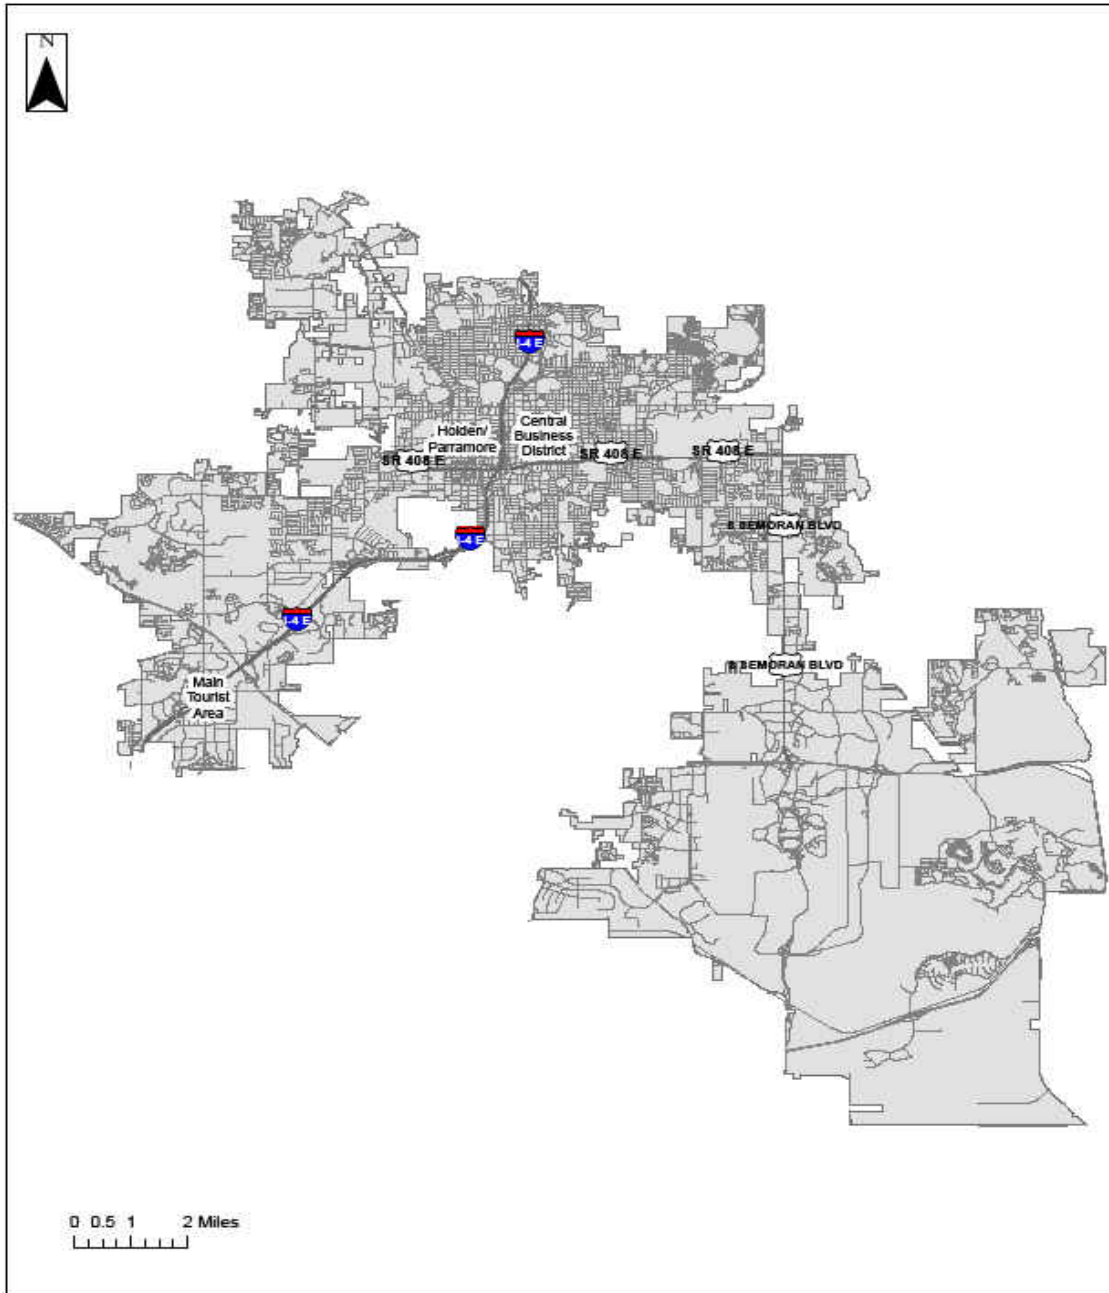 N
I-4 E
Holden/
Parramore
Central
Business
District
SR 408 E
SR 408 E
SR 408 E
S SEMORAN BLVD
I-4 E
I-4 E
S SEMORAN BLVD
Main
Tourist
Area
0 0.5 1 2 Miles